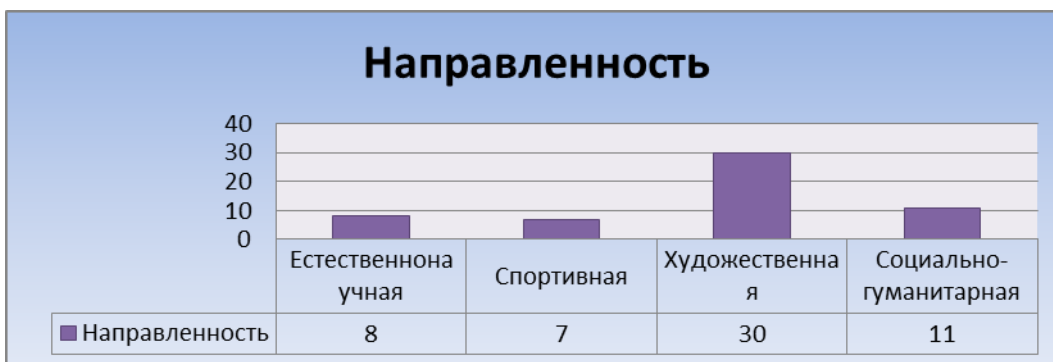 Направленность
40
30
20
10
0
Естественнона
учная
Спортивная
Художественна
я
Социально-
гуманитарная
Направленность 8 7 30 11